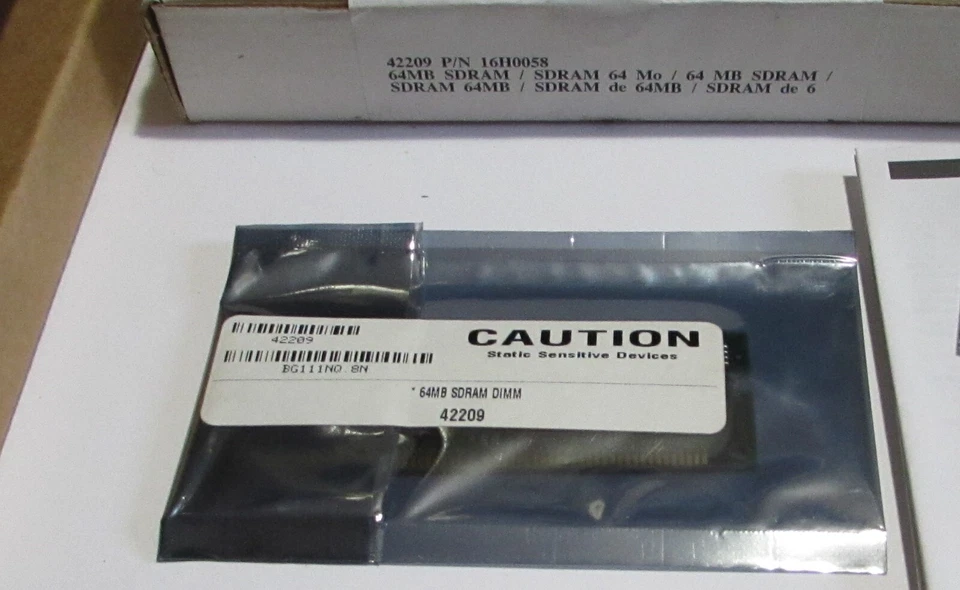 42209 P/N 16H0058
64MB SDRAM / SDRAM 64 Mo / 64 MB SDRAM /
SDRAM 64MB / SDRAM de 64MB / SDRAM de 6
42209
BG111NO 8N
CAUTION
Static Sensitive Devices
* 64MB SDRAM DIMM
42209